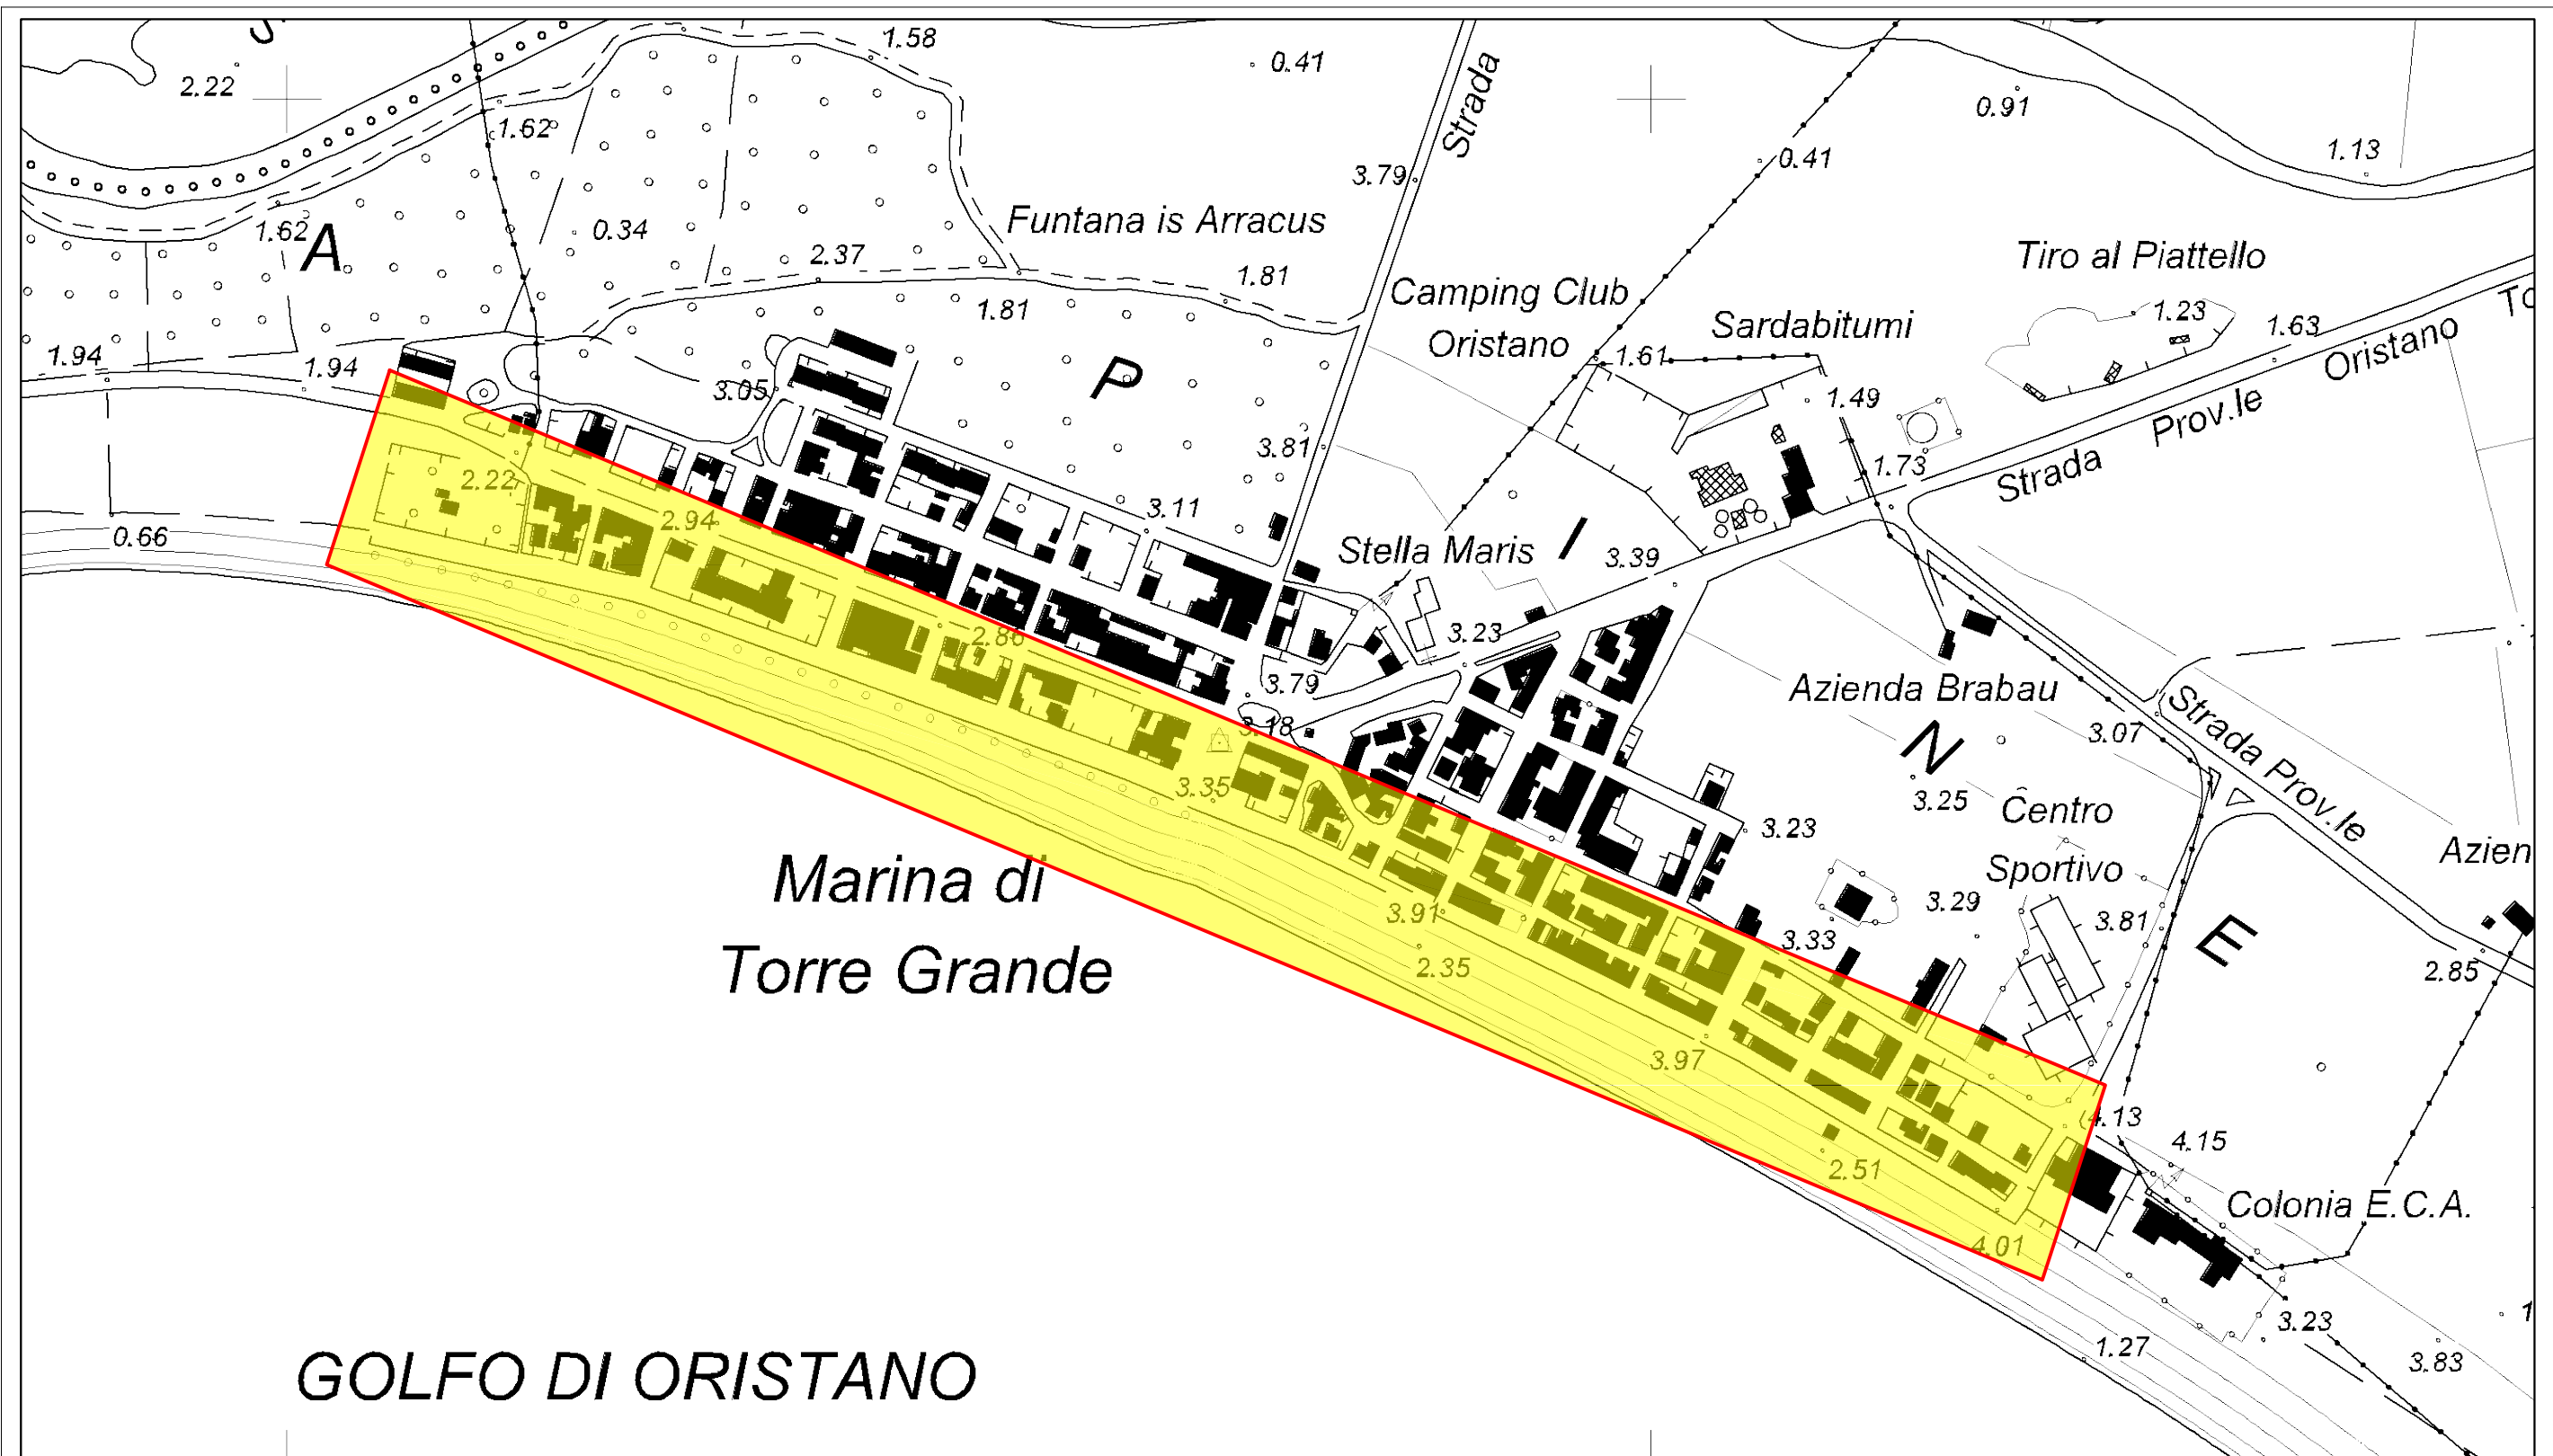 1.58
2.22
0.41
Strada
0.91
1.62
0.41
1.13
3.79
1.62
A
0.34
Funtana is Arracus
2.37
Tiro al Piattello
1.81
Camping Club
Oristano
1.81
Sardabitumi
1.23
1.63
Oristano
1.94
1.94
1.61
3.05
P
1.49
Prov.le
3.81
1.73
Strada
2.22
2.94
3.11
0.66
Stella Maris
I
3.39
2.86
3.23
3.79
Azienda Brabau
3.18
N
3.07
Strada Prov.le
3.35
3.25
Centro
3.23
Sportivo
Azien
Marina di
Torre Grande
3.91
3.29
3.81
E
3.33
2.35
2.85
3.97
4.13
4.15
2.51
Colonia E.C.A.
4.01
3.23
1.27
3.83
GOLFO DI ORISTANO